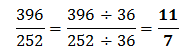 396/252 = 396 ÷ 36/252 ÷ 36 = 11/7